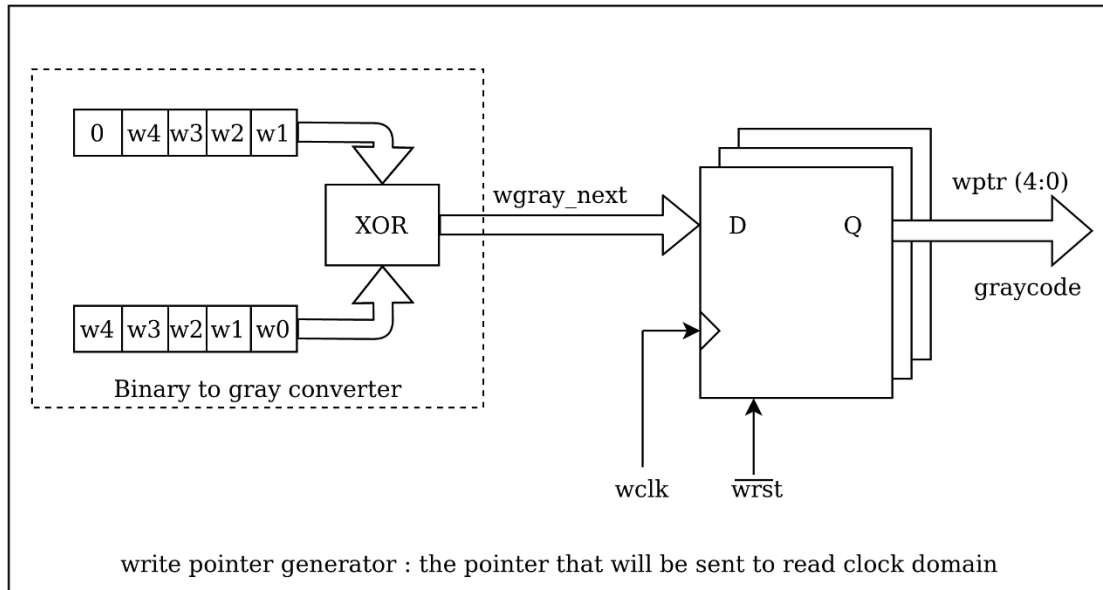 0 w4 w3 w2 w1
XOR
w4 w3 w2 w1 w0
Binary to gray converter
wgray_next
D Q
wptr (4:0)
graycode
wclk
wrst
write pointer generator : the pointer that will be sent to read clock domain